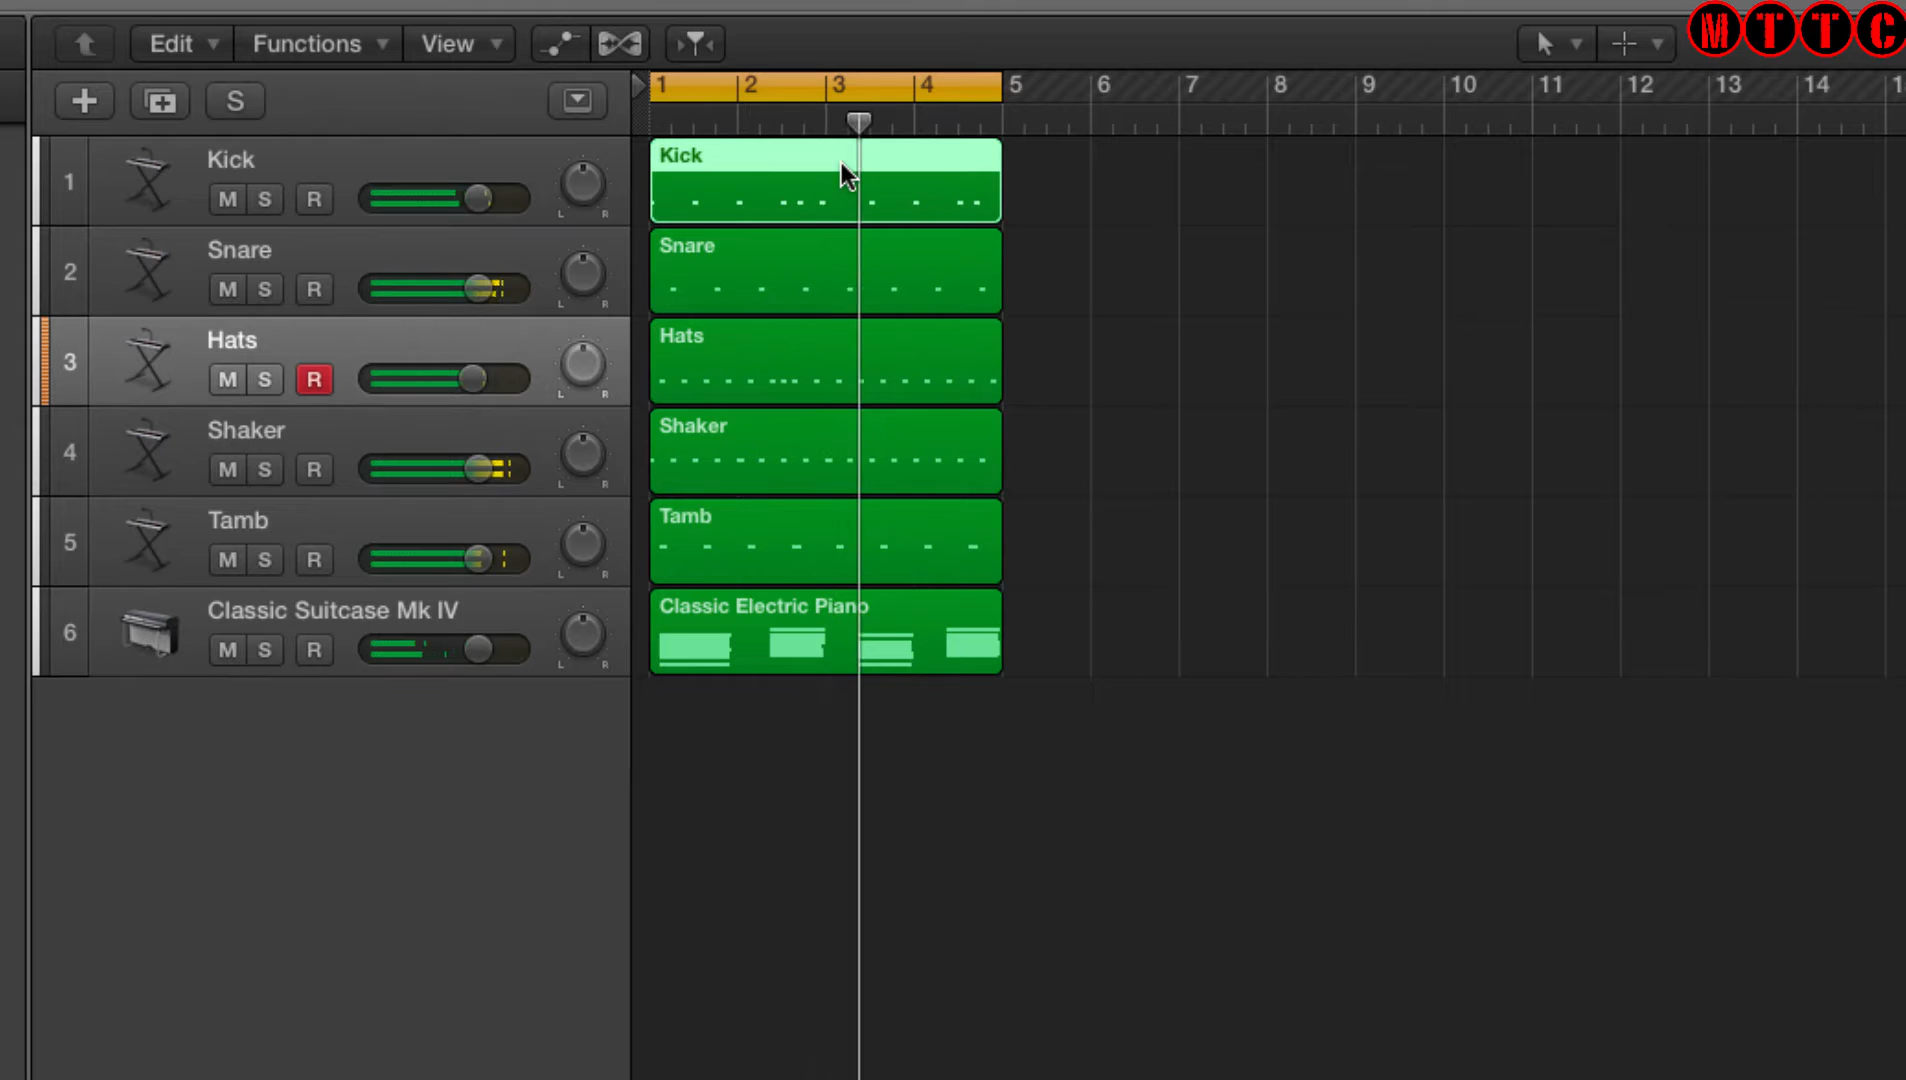 MTTC
Edit Functions View
S
1 2 3 4 5 6 7 8 9 10 11 12 13 14 1
1 Kick
M S R
L R
Kick
2 Snare
M S R
L R
Snare
3 Hats
M S R
L R
Hats
4 Shaker
M S R
L R
Shaker
5 Tamb
M S R
L R
Tamb
6 Classic Suitcase Mk IV
M S R
L R
Classic Electric Piano